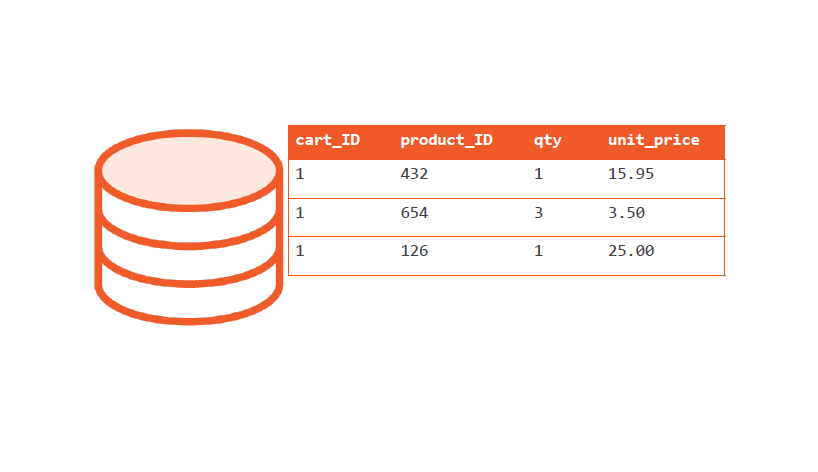 cart_ID product_ID qty unit_price
1 432 1 15.95
1 654 3 3.50
1 126 1 25.00